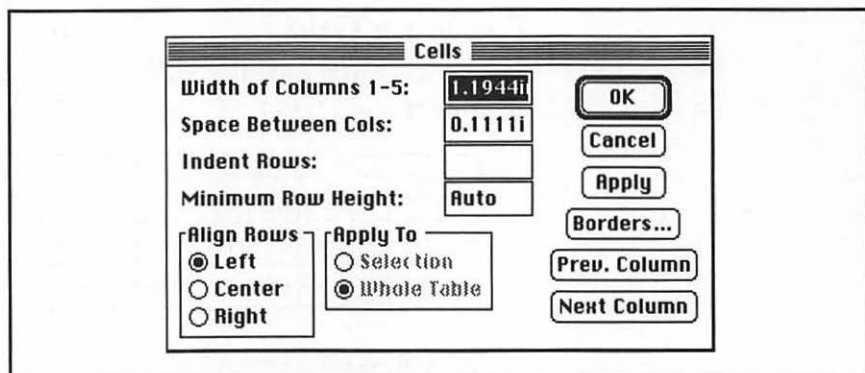 Cells
Width of Columns 1-5: 1.1944i
Space Between Cols: 0.1111i
Indent Rows:
Minimum Row Height: Auto
Align Rows
Left
Center
Right
Apply To
Selection
Whole Table
OK
Cancel
Apply
Borders...
Prev. Column
Next Column